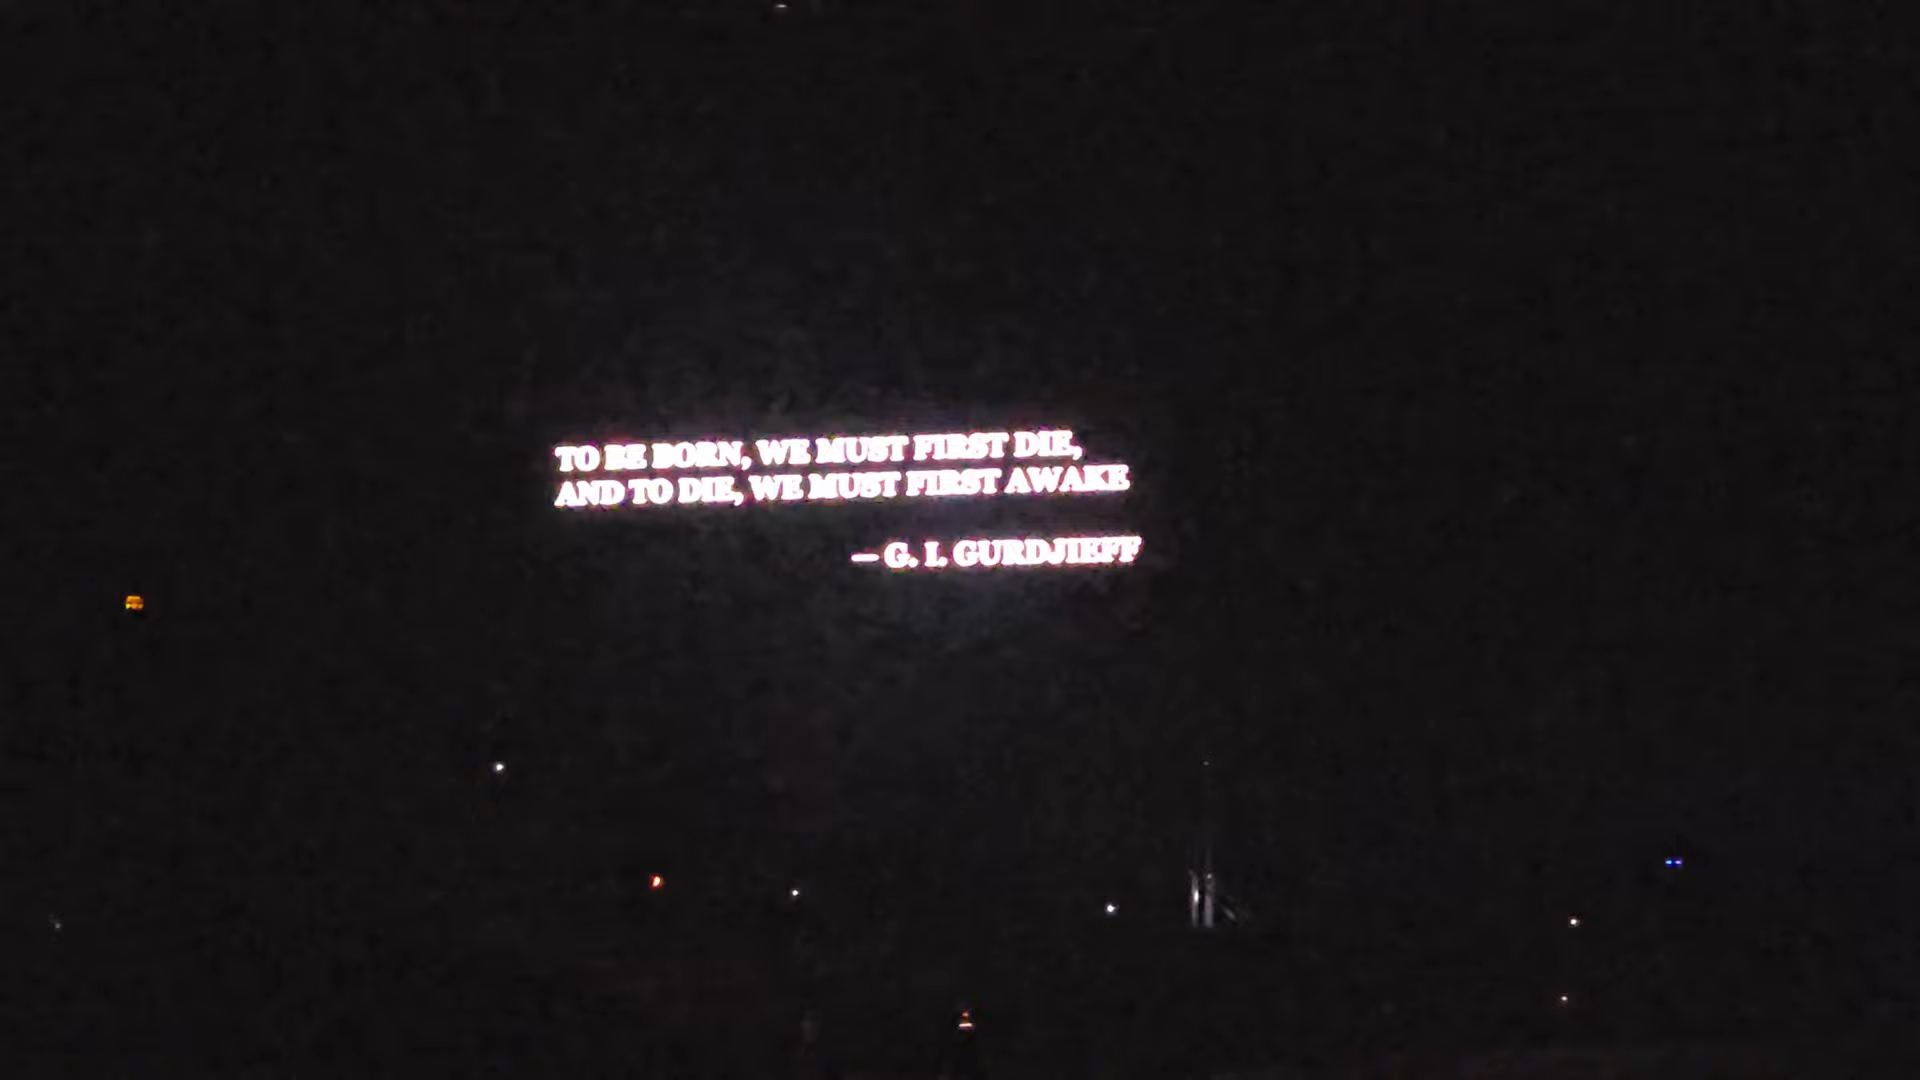 TO BE BORN, WE MUST FIRST DIE,
AND TO DIE, WE MUST FIRST AWAKE
— G. I. GURDJIEFF